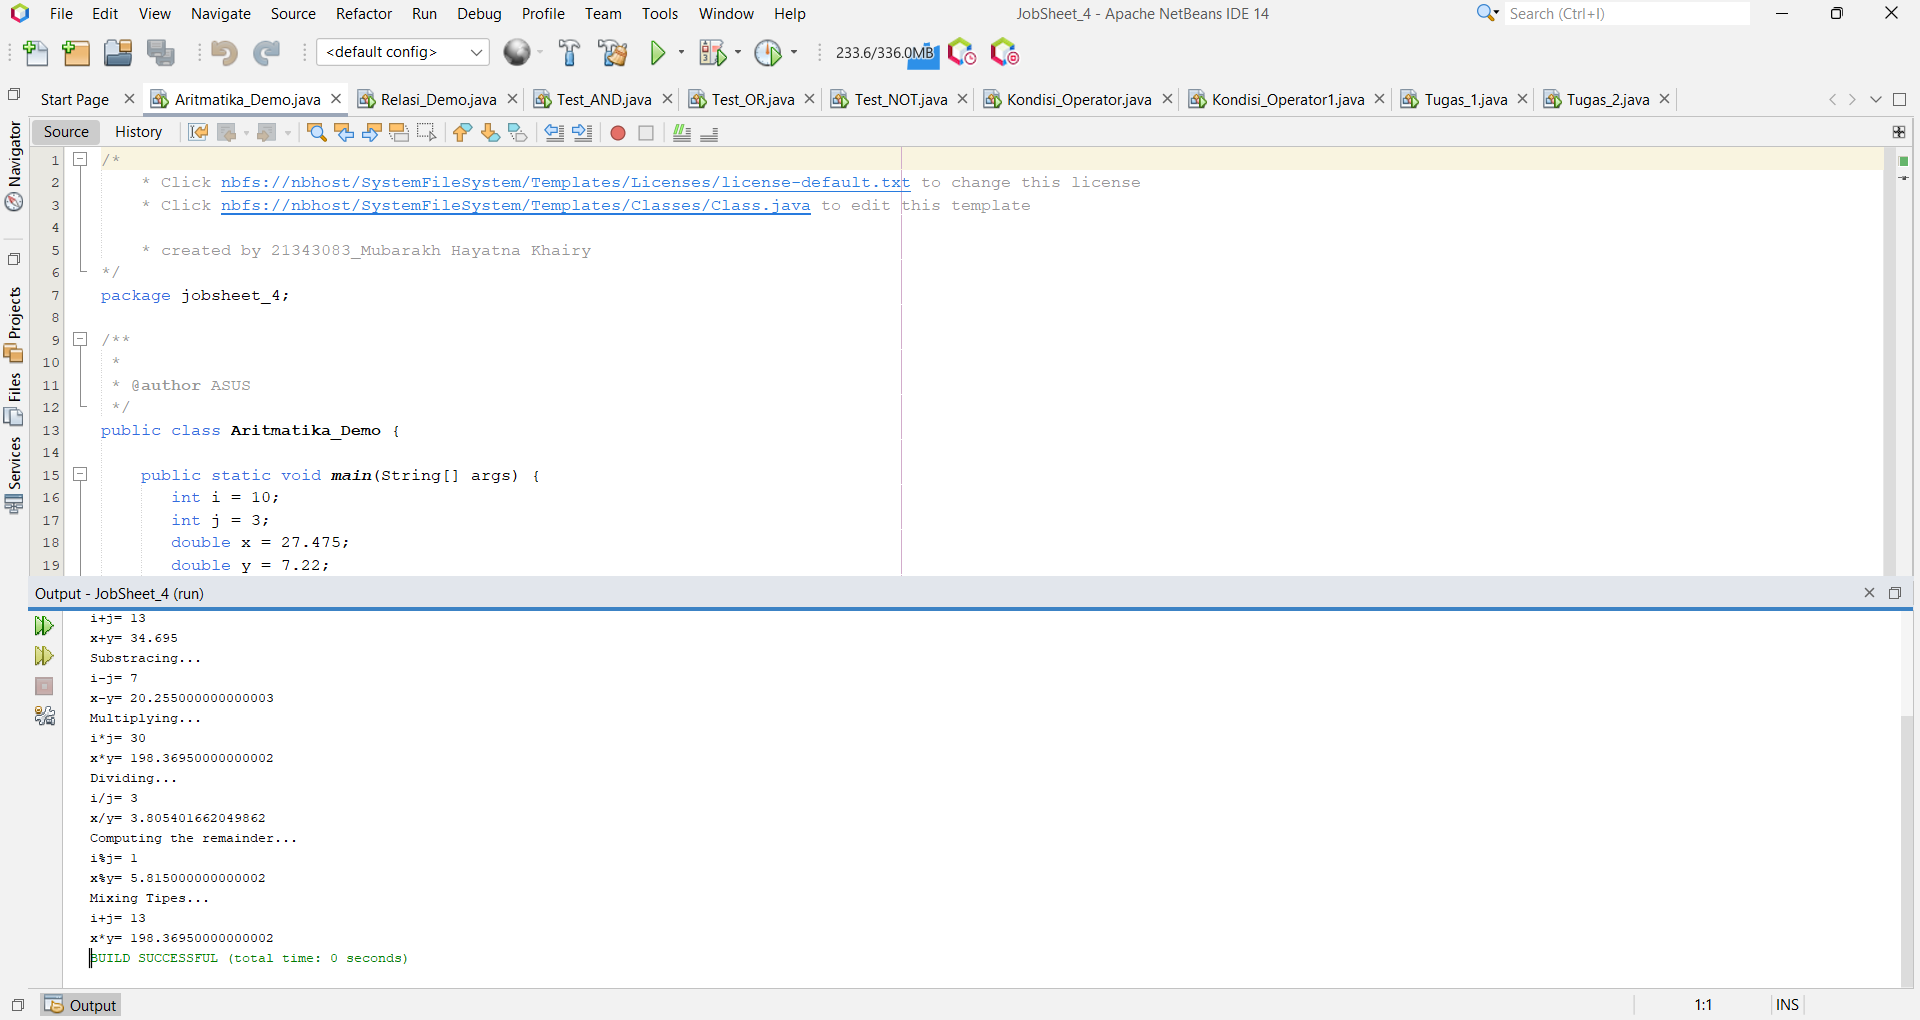 File Edit View Navigate Source Refactor Run Debug Profile Team Tools Window Help JobSheet_4 - Apache NetBeans IDE 14 Search (Ctrl+I)
<default config> 233.6/336.0MB
Start Page Aritmatika_Demo.java Relasi_Demo.java Test_AND.java Test_OR.java Test_NOT.java Kondisi_Operator.java Kondisi_Operator1.java Tugas_1.java Tugas_2.java
Source History
Navigator
Projects
Files
Services
1 /*
2 * Click nbfs://nbhost/SystemFileSystem/Templates/Licenses/license-default.txt to change this license
3 * Click nbfs://nbhost/SystemFileSystem/Templates/Classes/Class.java to edit this template
4
5 * created by 21343083_Mubarakh Hayatna Khairy
6 */
7 package jobsheet_4;
8
9 /**
10 *
11 * @author ASUS
12 */
13 public class Aritmatika_Demo {
14
15 public static void main(String[] args) {
16 int i = 10;
17 int j = 3;
18 double x = 27.475;
19 double y = 7.22;
Output - JobSheet_4 (run)
i+j= 13
x+y= 34.695
Substracing...
i-j= 7
x-y= 20.255000000000003
Multiplying...
i*j= 30
x*y= 198.36950000000002
Dividing...
i/j= 3
x/y= 3.805401662049862
Computing the remainder...
i%j= 1
x%y= 5.815000000000002
Mixing Tipes...
i+j= 13
x*y= 198.36950000000002
BUILD SUCCESSFUL (total time: 0 seconds)
Output 1:1 INS